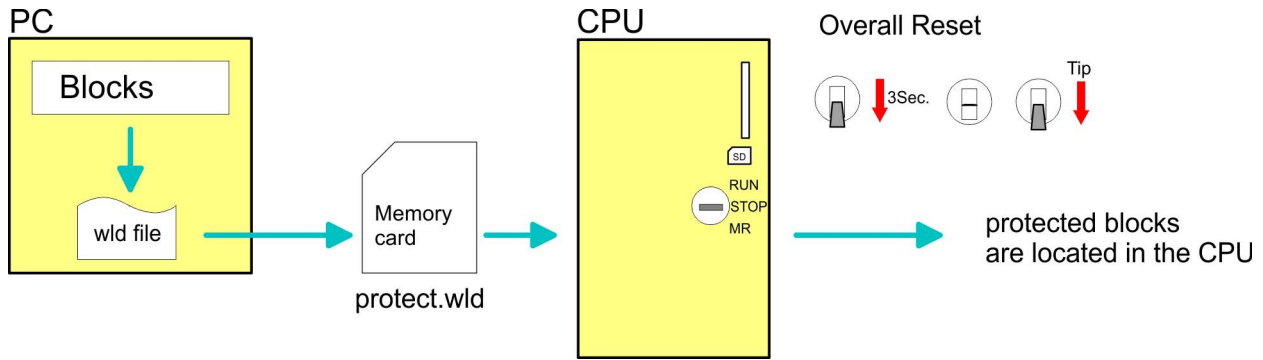 PC
Blocks
wld file
Memory
card
protect.wld
CPU
SD
RUN
STOP
MR
Overall Reset
3Sec.
Tip
protected blocks
are located in the CPU